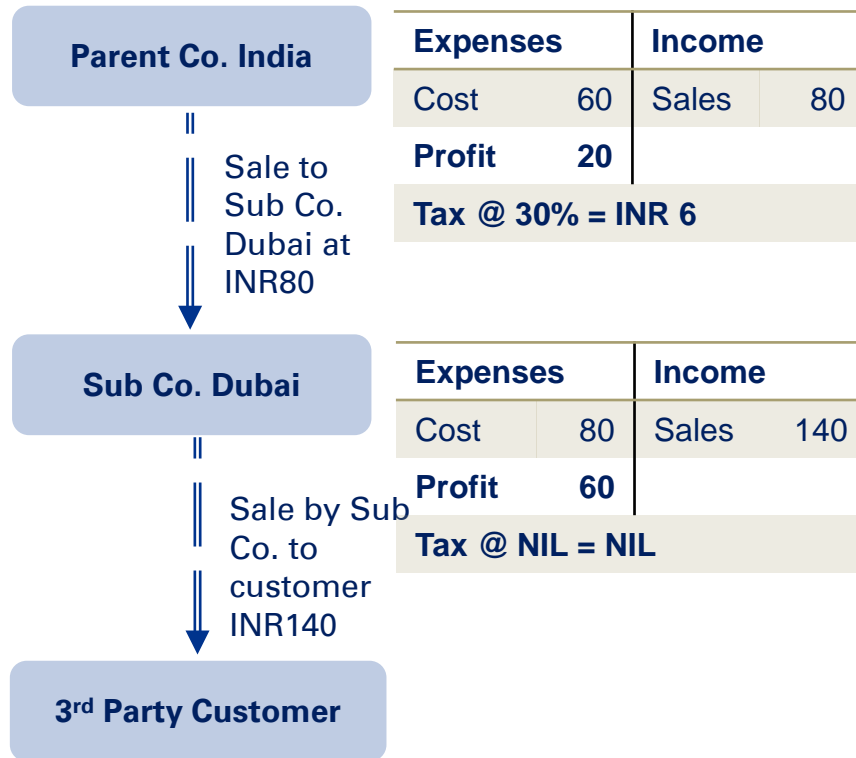 Parent Co. India
Expenses Income
Cost 60 Sales 80
Profit 20
Tax @ 30% = INR 6
Sale to
Sub Co.
Dubai at
INR80
Sub Co. Dubai
Expenses Income
Cost 80 Sales 140
Profit 60
Tax @ NIL = NIL
Sale by Sub
Co. to
customer
INR140
3rd Party Customer